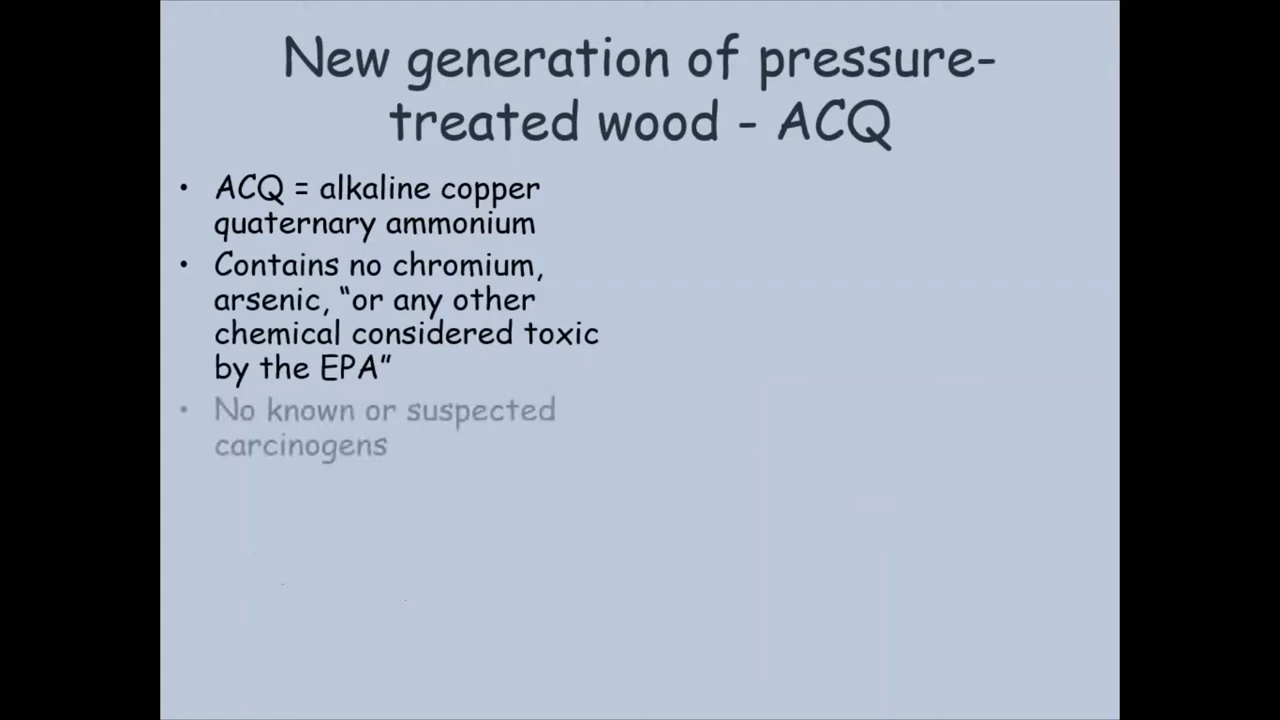 New generation of pressure-
treated wood - ACQ
• ACQ = alkaline copper
quaternary ammonium
• Contains no chromium,
arsenic, “or any other
chemical considered toxic
by the EPA”
• No known or suspected
carcinogens